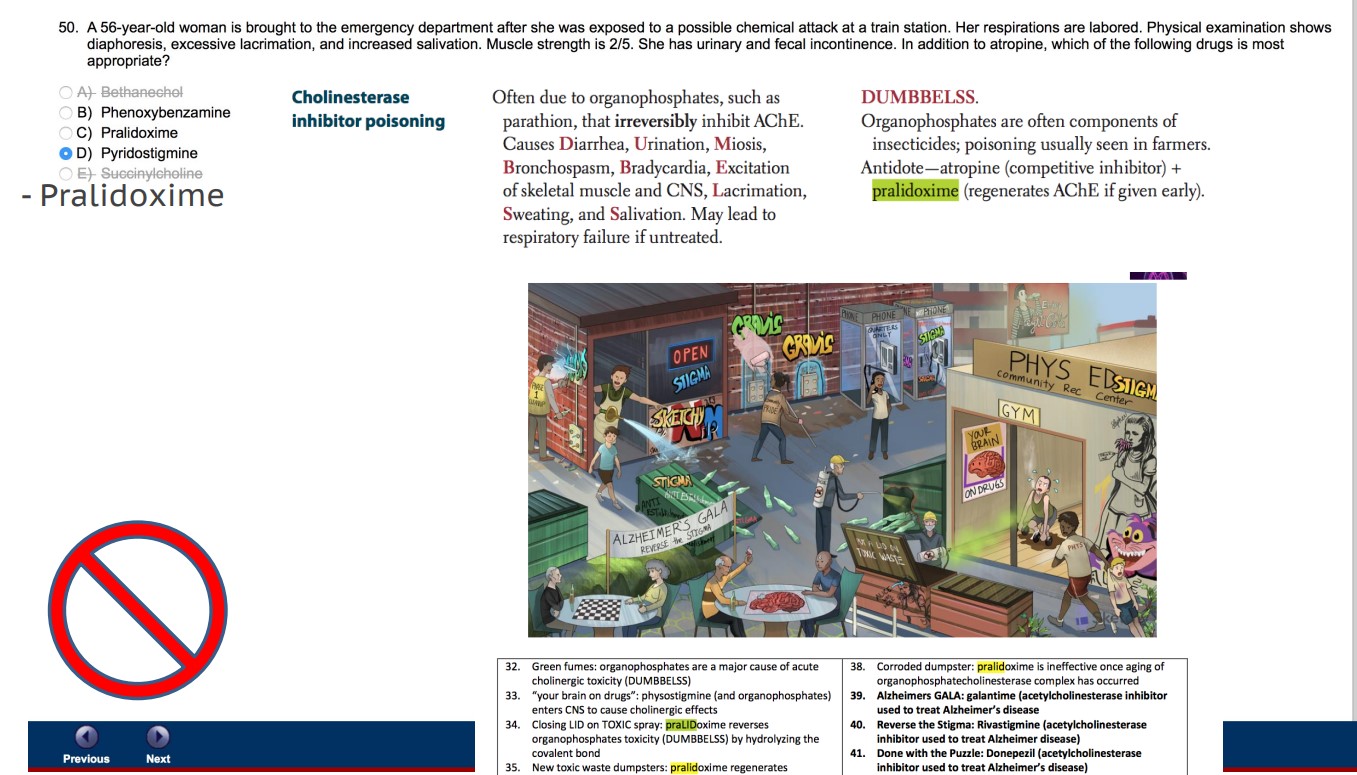 50. A 56-year-old woman is brought to the emergency department after she was exposed to a possible chemical attack at a train station. Her respirations are labored. Physical examination shows
diaphoresis, excessive lacrimation, and increased salivation. Muscle strength is 2/5. She has urinary and fecal incontinence. In addition to atropine, which of the following drugs is most
appropriate?
A) Bethanechol
B) Phenoxybenzamine
C) Pralidoxime
D) Pyridostigmine
E) Succinylcholine
- Pralidoxime
Cholinesterase
inhibitor poisoning
Often due to organophosphates, such as
parathion, that irreversibly inhibit AChE.
Causes Diarrhea, Urination, Miosis,
Bronchospasm, Bradycardia, Excitation
of skeletal muscle and CNS, Lacrimation,
Sweating, and Salivation. May lead to
respiratory failure if untreated.
DUMBBELSS.
Organophosphates are often components of
insecticides; poisoning usually seen in farmers.
Antidote—atropine (competitive inhibitor) +
pralidoxime (regenerates AChE if given early).
GRAVIS
GRAVIS
OPEN
STIGMA
SKETCHY
PHONE
PHONE
PHONE
QUARTERS
ONLY
STIGMA
PHYS ED
STIGM
Community Rec Center
GYM
YOUR
BRAIN
ON DRUGS
STIGMA
ALZHEIMER'S GALA
REVERSE the STIGMA
TOXIC WASTE
PHYS
32. Green fumes: organophosphates are a major cause of acute
cholinergic toxicity (DUMBBELSS)
33. “your brain on drugs”: physostigmine (and organophosphates)
enters CNS to cause cholinergic effects
34. Closing LID on TOXIC spray: praLIDoxime reverses
organophosphates toxicity (DUMBBELSS) by hydrolyzing the
covalent bond
35. New toxic waste dumpsters: pralidoxime regenerates
38. Corroded dumpster: pralidoxime is ineffective once aging of
organophosphatecholinesterase complex has occurred
39. Alzheimers GALA: galantime (acetylcholinesterase inhibitor
used to treat Alzheimer’s disease
40. Reverse the Stigma: Rivastigmine (acetylcholinesterase
inhibitor used to treat Alzheimer disease)
41. Done with the Puzzle: Donepezil (acetylcholinesterase
inhibitor used to treat Alzheimer’s disease)
Previous
Next